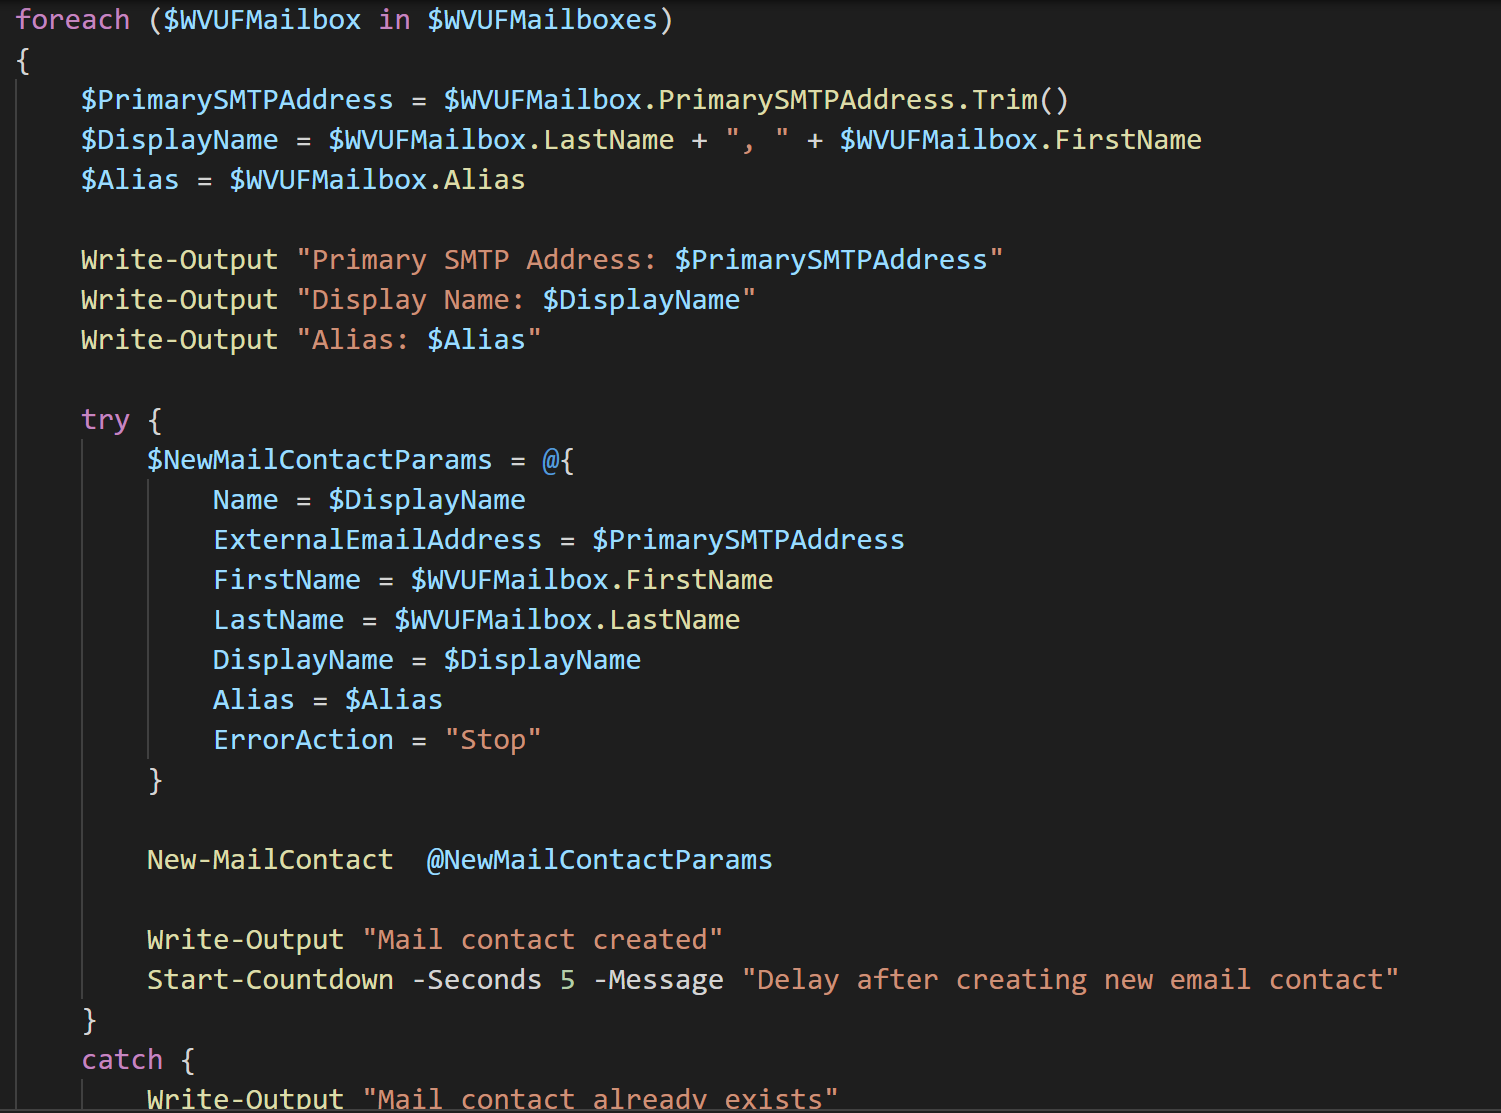 foreach ($WVUFMailbox in $WVUFMailboxes)
{
    $PrimarySMTPAddress = $WVUFMailbox.PrimarySMTPAddress.Trim()
    $DisplayName = $WVUFMailbox.LastName + ", " + $WVUFMailbox.FirstName
    $Alias = $WVUFMailbox.Alias

    Write-Output "Primary SMTP Address: $PrimarySMTPAddress"
    Write-Output "Display Name: $DisplayName"
    Write-Output "Alias: $Alias"

    try {
        $NewMailContactParams = @{
            Name = $DisplayName
            ExternalEmailAddress = $PrimarySMTPAddress
            FirstName = $WVUFMailbox.FirstName
            LastName = $WVUFMailbox.LastName
            DisplayName = $DisplayName
            Alias = $Alias
            ErrorAction = "Stop"
        }

        New-MailContact  @NewMailContactParams

        Write-Output "Mail contact created"
        Start-Countdown -Seconds 5 -Message "Delay after creating new email contact"
    }
    catch {
        Write-Output "Mail contact already exists"